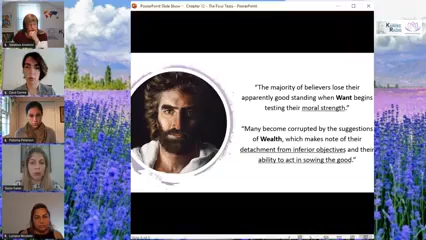 PowerPoint Slide Show - Chapter 13 - The Four Tests - PowerPoint
"The majority of believers lose their
apparently good standing when Want begins
testing their moral strength."
"Many become corrupted by the suggestions
of Wealth, which makes note of their
detachment from inferior objectives and their
ability to act in sowing the good."